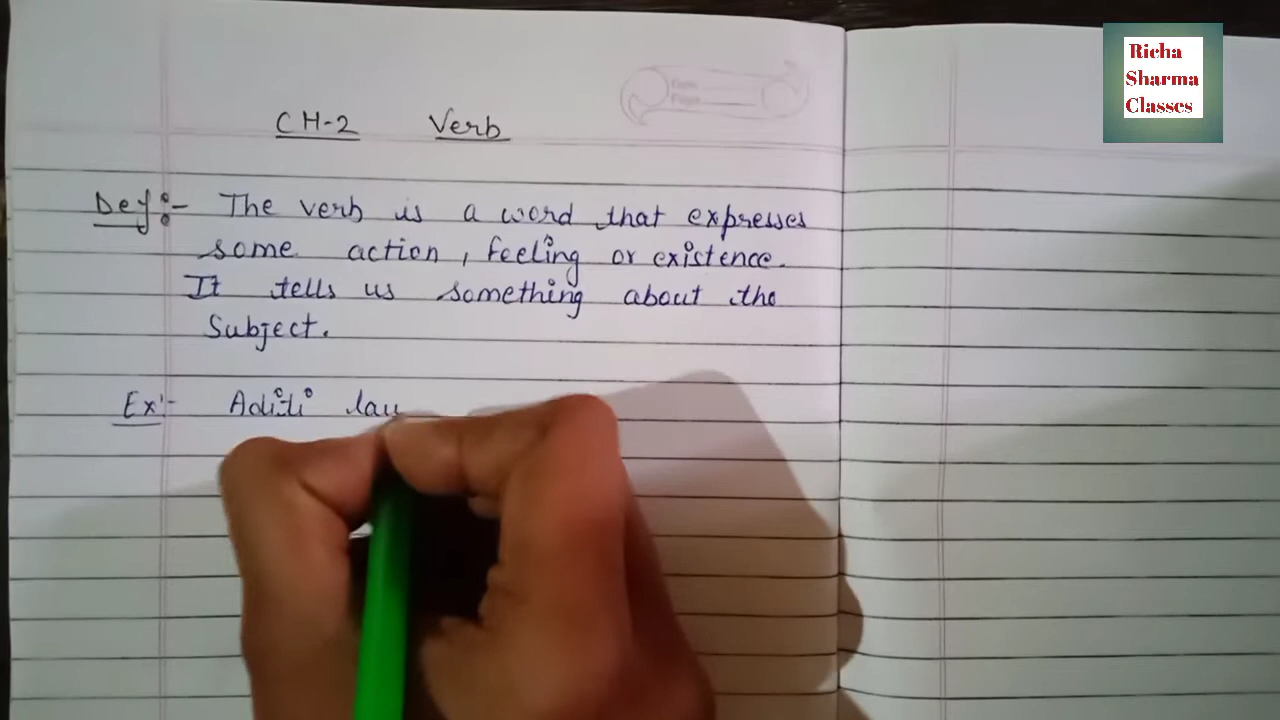 CH-2 Verb
Def:- The verb is a word that expresses
some action, feeling or existence.
It tells us something about the
Subject.
Ex:- Aditi lau
Richa
Sharma
Classes